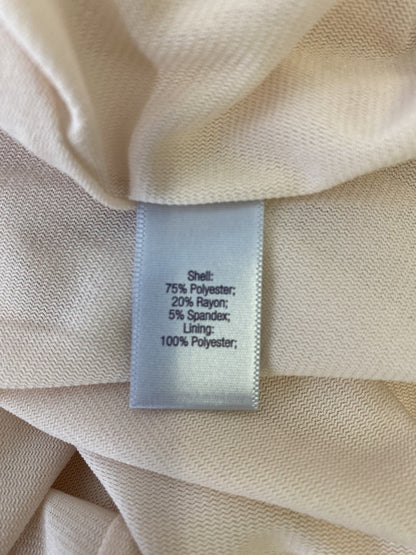 Shell:
75% Polyester;
20% Rayon;
5% Spandex;
Lining:
100% Polyester;